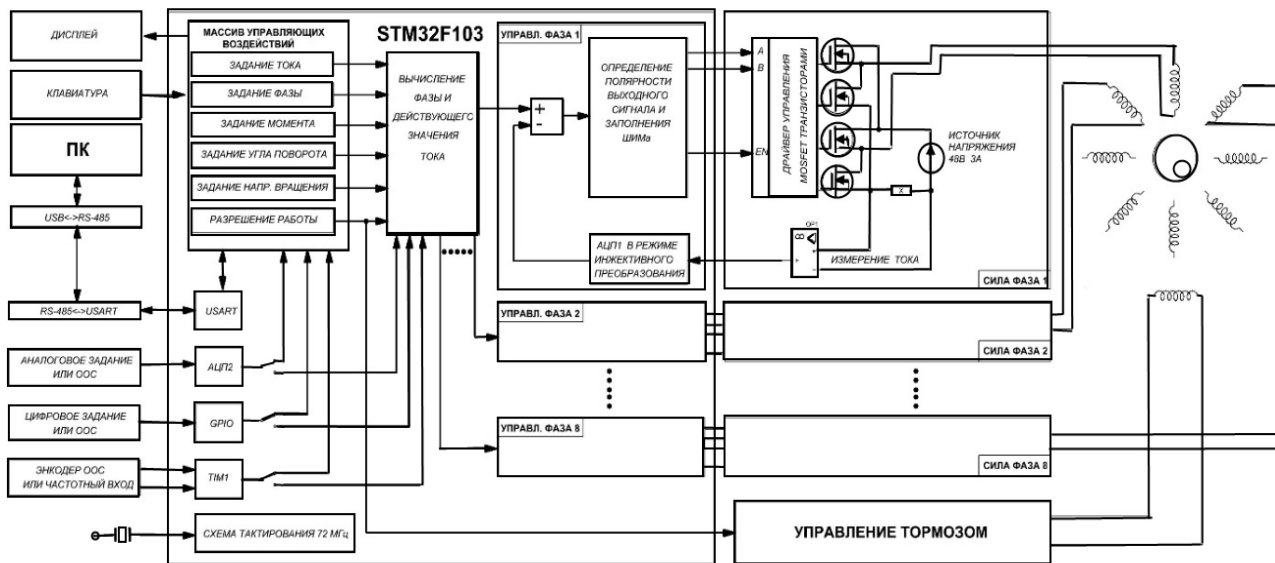 ДИСПЛЕЙ
КЛАВИАТУРА
ПК
USB<->RS-485
RS-485<->USART
АНАЛОГОВОЕ ЗАДАНИЕ
ИЛИ ООС
ЦИФРОВОЕ ЗАДАНИЕ
ИЛИ ООС
ЭНКОДЕР ООС
ИЛИ ЧАСТОТНЫЙ ВХОД
МАССИВ УПРАВЛЯЮЩИХ
ВОЗДЕЙСТВИЙ
ЗАДАНИЕ ТОКА
ЗАДАНИЕ ФАЗЫ
ЗАДАНИЕ МОМЕНТА
ЗАДАНИЕ УГЛА ПОВОРОТА
ЗАДАНИЕ НАПР. ВРАЩЕНИЯ
РАЗРЕШЕНИЕ РАБОТЫ
USART
АЦП2
GPIO
TIM1
СХЕМА ТАКТИРОВАНИЯ 72 МГц
STM32F103
ВЫЧИСЛЕНИЕ
ФАЗЫ И
ДЕЙСТВУЮЩЕГО
ЗНАЧЕНИЯ
ТОКА
УПРАВЛ. ФАЗА 1
+
-
ОПРЕДЕЛЕНИЕ
ПОЛЯРНОСТИ
ВЫХОДНОГО
СИГНАЛА И
ЗАПОЛНЕНИЯ
ШИМа
АЦП1 В РЕЖИМЕ
ИНЖЕКТИВНОГО
ПРЕОБРАЗОВАНИЯ
A
B
EN
ДРАЙВЕР УПРАВЛЕНИЯ
MOSFET ТРАНЗИСТОРАМИ
ИСТОЧНИК
НАПРЯЖЕНИЯ
48В 3А
X
OP1
ИЗМЕРЕНИЕ ТОКА
СИЛА ФАЗА 1
УПРАВЛ. ФАЗА 2
СИЛА ФАЗА 2
УПРАВЛ. ФАЗА 8
СИЛА ФАЗА 8
УПРАВЛЕНИЕ ТОРМОЗОМ